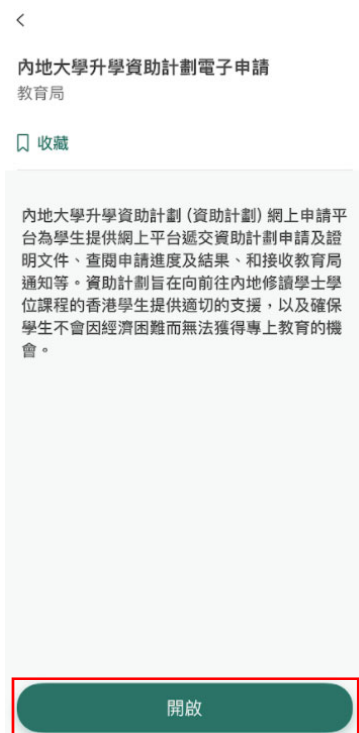 內地大學升學資助計劃電子申請
教育局
收藏
內地大學升學資助計劃 (資助計劃) 網上申請平
台為學生提供網上平台遞交資助計劃申請及證
明文件、查閱申請進度及結果、和接收教育局
通知等。資助計劃旨在向前往內地修讀學士學
位課程的香港學生提供適切的支援，以及確保
學生不會因經濟困難而無法獲得專上教育的機
會。
開啟